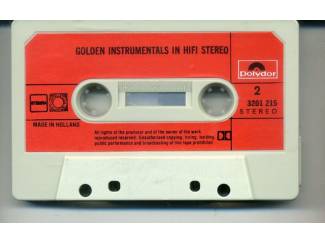 GOLDEN INSTRUMENTALS IN HIFI STEREO
Polydor
2
3201 215
STEREO
MADE IN HOLLAND
All rights of the producer and of the owner of the work
reproduced reserved. Unauthorized copying, hiring, lending,
public performance and broadcasting of this tape prohibited